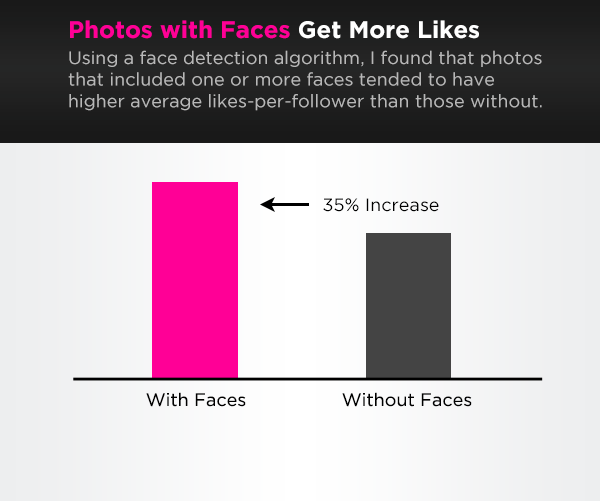 Photos with Faces Get More Likes
Using a face detection algorithm, I found that photos
that included one or more faces tended to have
higher average likes-per-follower than those without.
35% Increase
With Faces
Without Faces